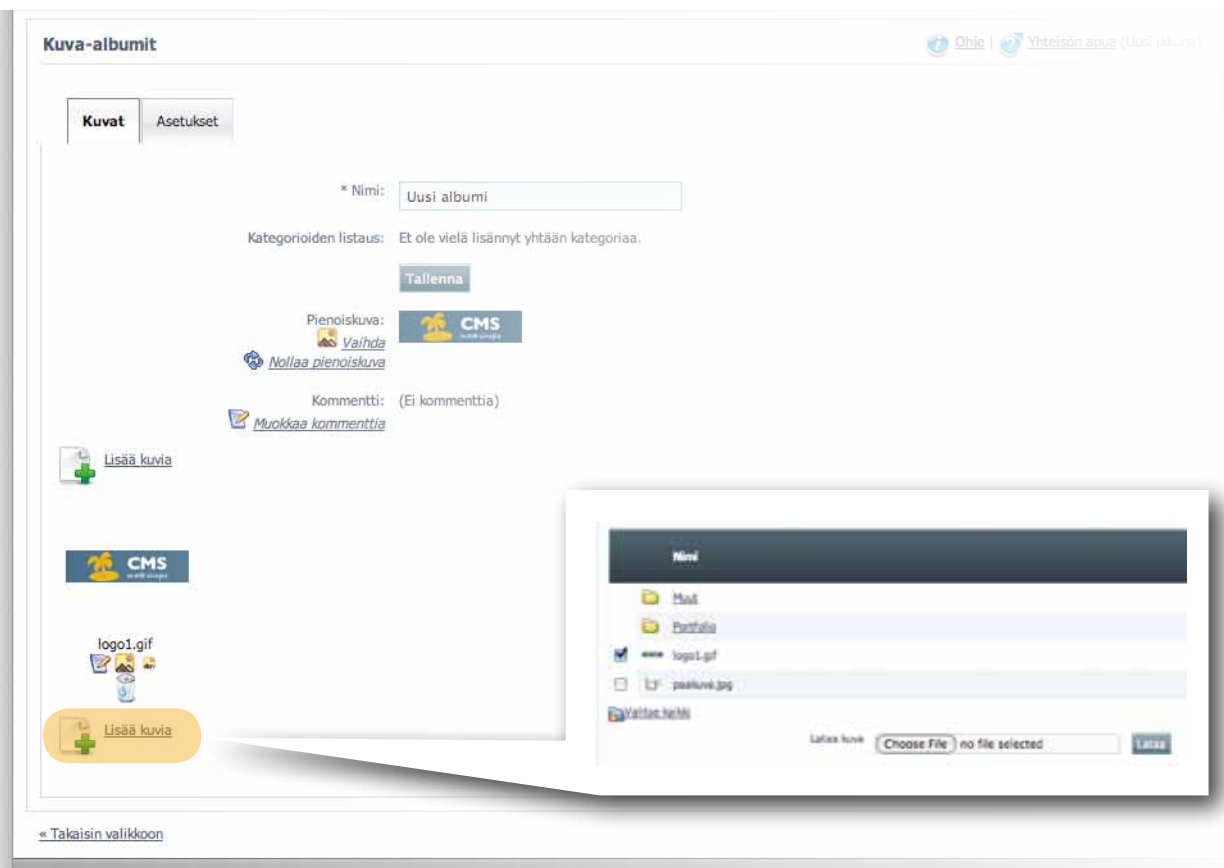 Kuva-albumit
Ohje | Yhteisön apua (Uusi ikkuna)
Kuvat Asetukset
* Nimi: Uusi albumi
Kategorioiden listaus: Et ole vielä lisännyt yhtään kategoriaa.
Tallenna
Pienoiskuva: CMS
Vaihda
Nollaa pienoiskuva
Kommentti: (Ei kommenttia)
Muokkaa kommenttia
Lisää kuvia
CMS
logo1.gif
Lisää kuvia
Nimi
Muut
Portfolio
logo1.gif
paakuva.jpg
Valitse kaikki
Lataa kuva Choose File no file selected Lataa
« Takaisin valikkoon